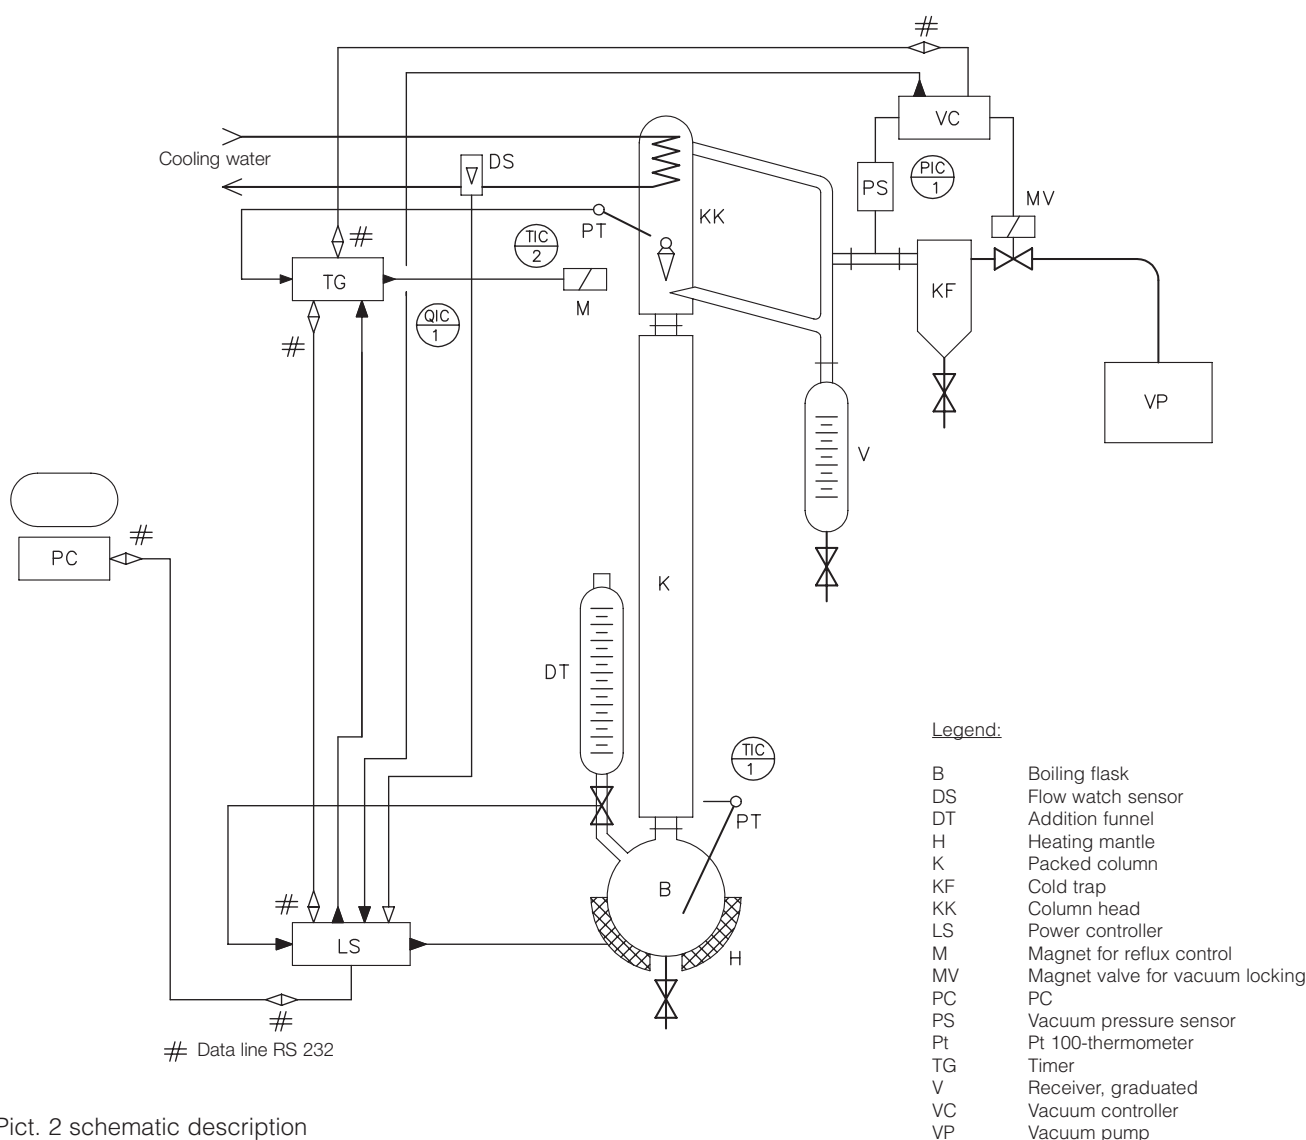 #
VC
Cooling water
DS
PS
PIC
1
MV
KK
PT
TIC
2
#
TG
M
KF
QIC
1
#
VP
V
#
PC
K
DT
TIC
1
PT
B
#
LS
H
#
# Data line RS 232
Legend:
B Boiling flask
DS Flow watch sensor
DT Addition funnel
H Heating mantle
K Packed column
KF Cold trap
KK Column head
LS Power controller
M Magnet for reflux control
MV Magnet valve for vacuum locking
PC PC
PS Vacuum pressure sensor
Pt Pt 100-thermometer
TG Timer
V Receiver, graduated
VC Vacuum controller
VP Vacuum pump
Pict. 2 schematic description